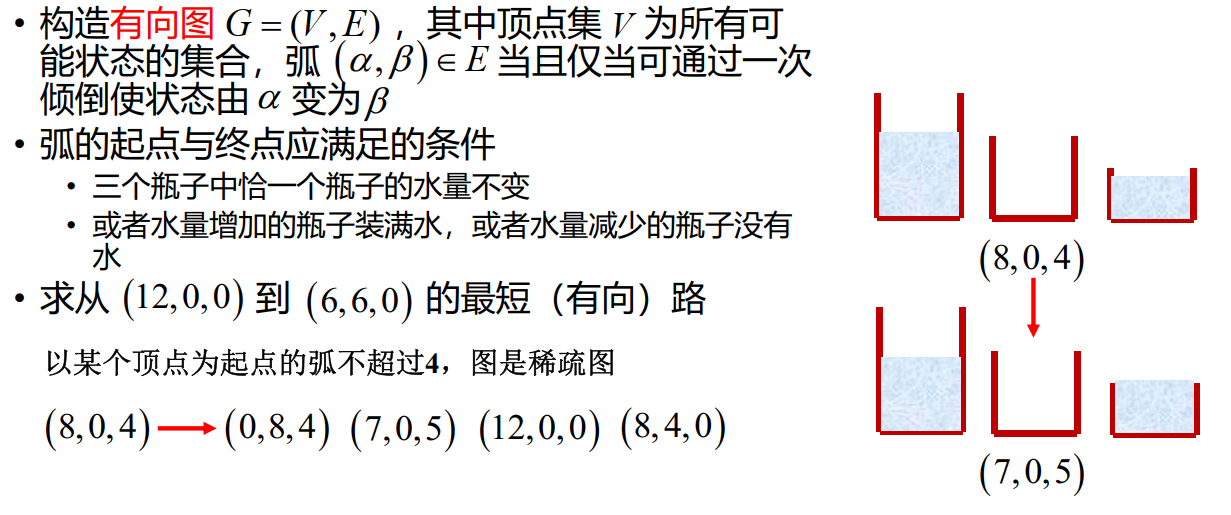 • 构造有向图 G = (V, E) ，其中顶点集 V 为所有可
能状态的集合，弧 (α, β) ∈ E 当且仅当可通过一次
倾倒使状态由 α 变为 β
• 弧的起点与终点应满足的条件
• 三个瓶子中恰一个瓶子的水量不变
• 或者水量增加的瓶子装满水，或者水量减少的瓶子没有
水
• 求从 (12, 0, 0) 到 (6, 6, 0) 的最短（有向）路
以某个顶点为起点的弧不超过4，图是稀疏图
(8, 0, 4) → (0, 8, 4) (7, 0, 5) (12, 0, 0) (8, 4, 0)
(8, 0, 4)
(7, 0, 5)